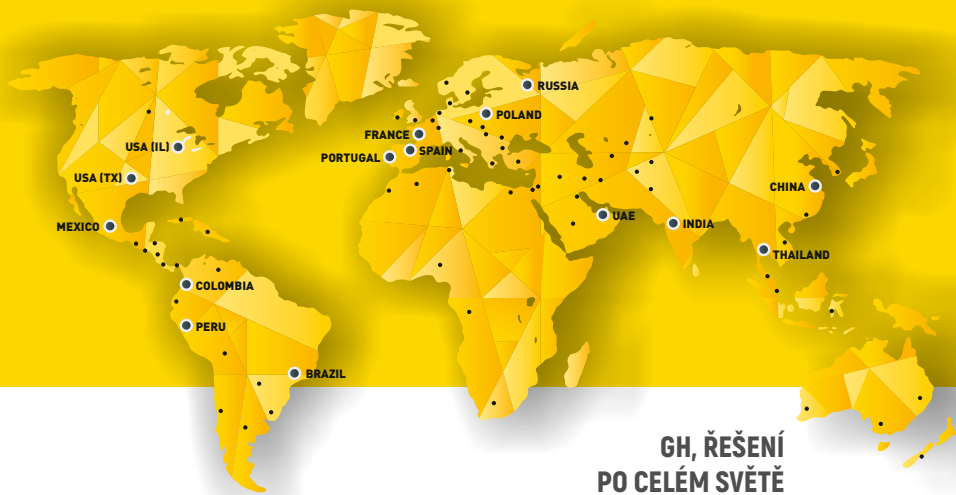 RUSSIA
POLAND
FRANCE
USA (IL)
SPAIN
PORTUGAL
USA (TX)
CHINA
UAE
MEXICO
INDIA
THAILAND
COLOMBIA
PERU
BRAZIL
GH, ŘEŠENÍ
PO CELÉM SVĚTĚ